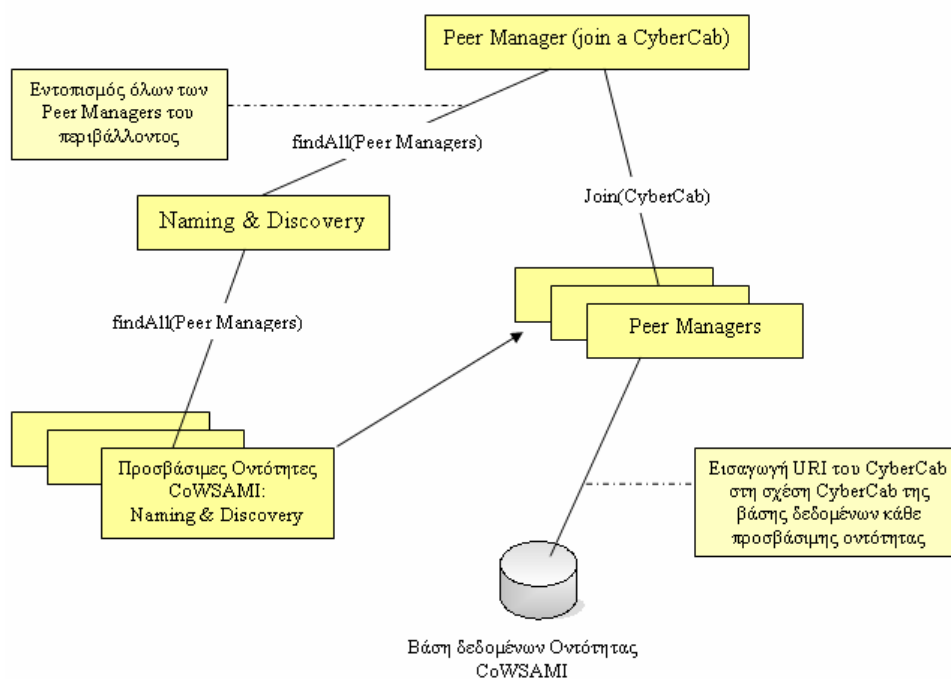 Peer Manager (join a CyberCab)
Εντοπισμός όλων των
Peer Managers του
περιβάλλοντος
findAll(Peer Managers)
Join(CyberCab)
Naming & Discovery
findAll(Peer Managers)
Peer Managers
Προσβάσιμες Οντότητες
CoWSAMI:
Naming & Discovery
Εισαγωγή URI του CyberCab
στη σχέση CyberCab της
βάσης δεδομένων κάθε
προσβάσιμης οντότητας
Βάση δεδομένων Οντότητας
CoWSAMI